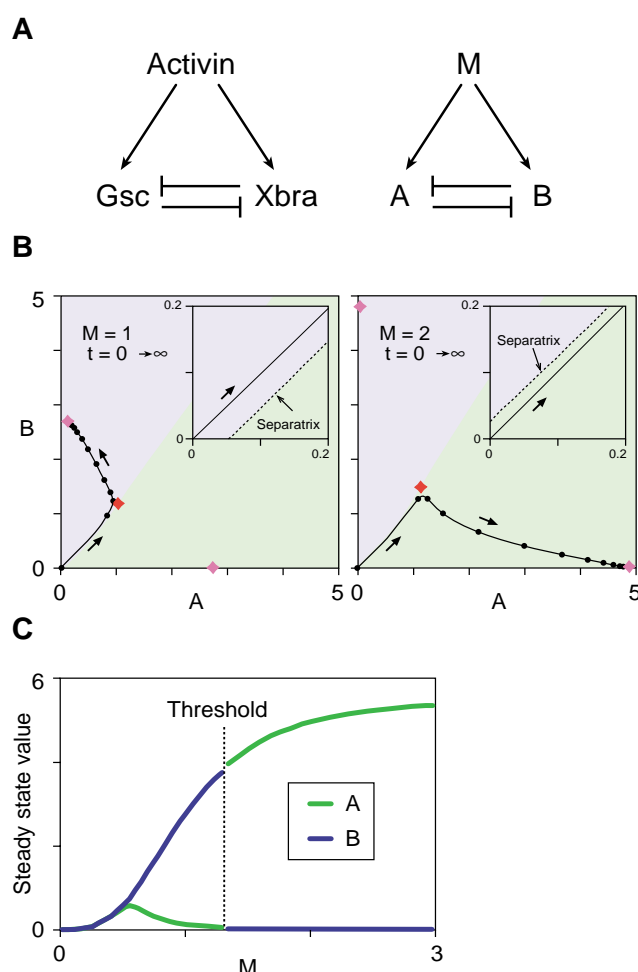 A
Activin M
Gsc Xbra A B
B
5
B
0
0 A 5
M = 1
t = 0 →∞
0.2
0
0 0.2
Separatrix
M = 2
t = 0 →∞
0.2
0
0 0.2
Separatrix
0 A 5
C
6
Steady state value
0
Threshold
A
B
0 M 3